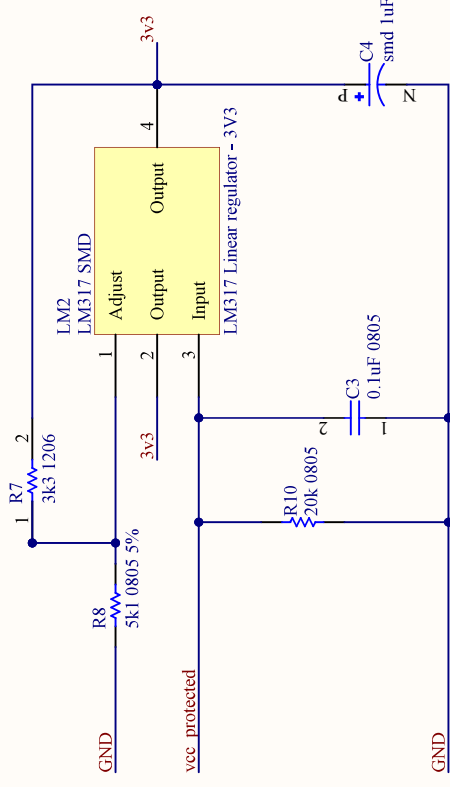 3v3
C4
smd 1uF
P
N
4
Output
LM2
LM317 SMD
Adjust
Output
Input
LM317 Linear regulator - 3V3
1
2
3
3v3
R7
3k3 1206
2
1
C3
0.1uF 0805
2
1
R10
20k 0805
R8
5k1 0805 5%
GND
vcc protected
GND